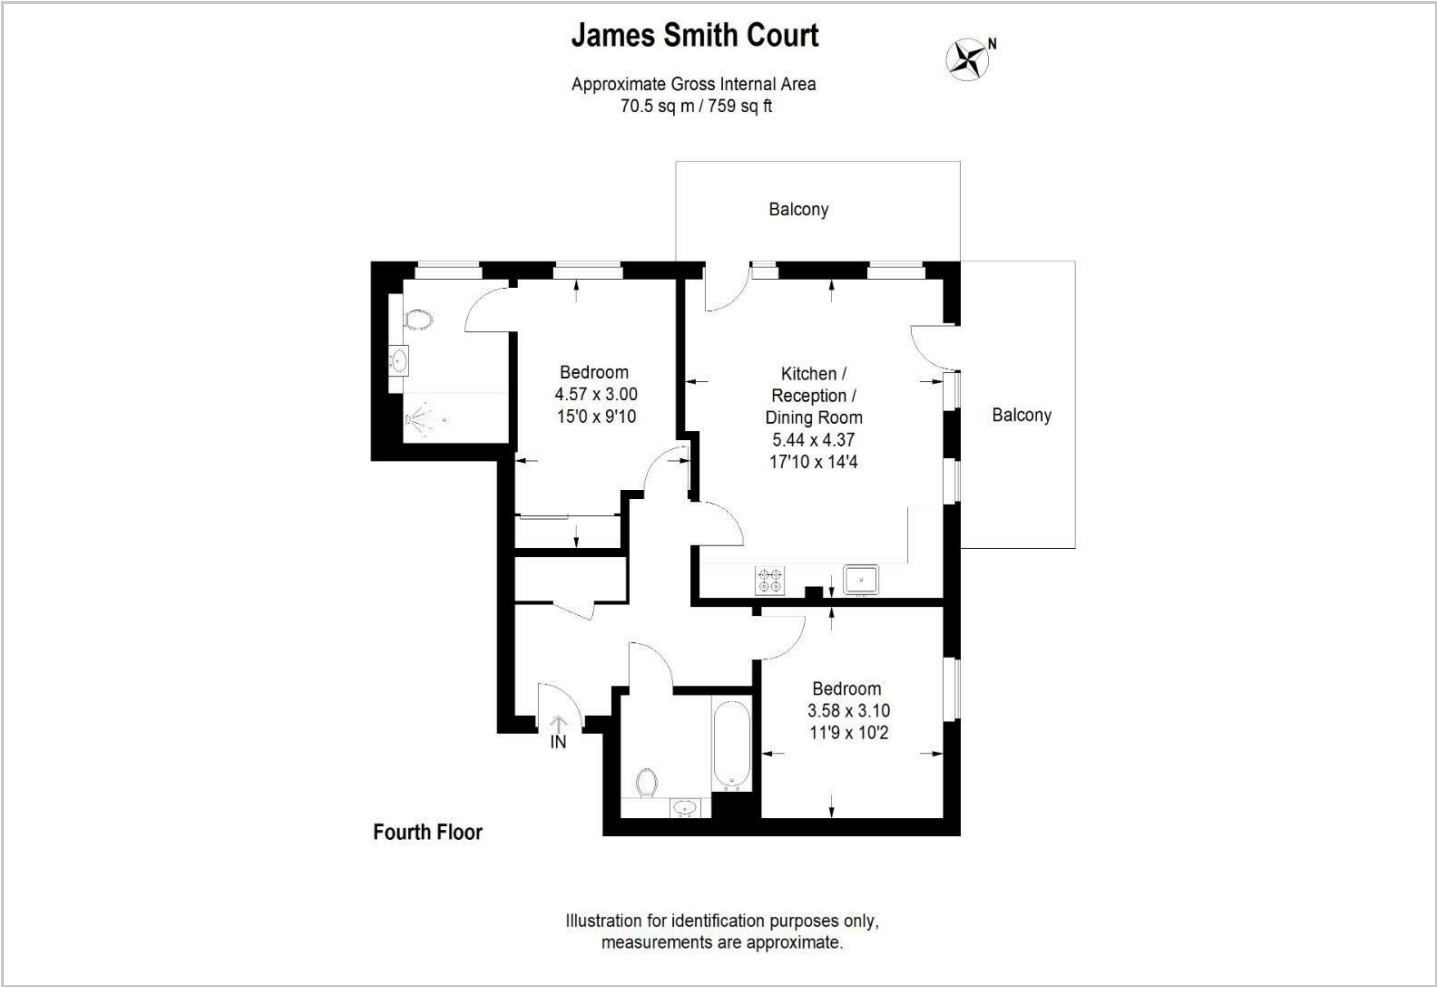 James Smith Court
N
Approximate Gross Internal Area
70.5 sq m / 759 sq ft
Balcony
Bedroom
4.57 x 3.00
15'0 x 9'10
Kitchen /
Reception /
Dining Room
5.44 x 4.37
17'10 x 14'4
Balcony
Bedroom
3.58 x 3.10
11'9 x 10'2
IN
Fourth Floor
Illustration for identification purposes only,
measurements are approximate.